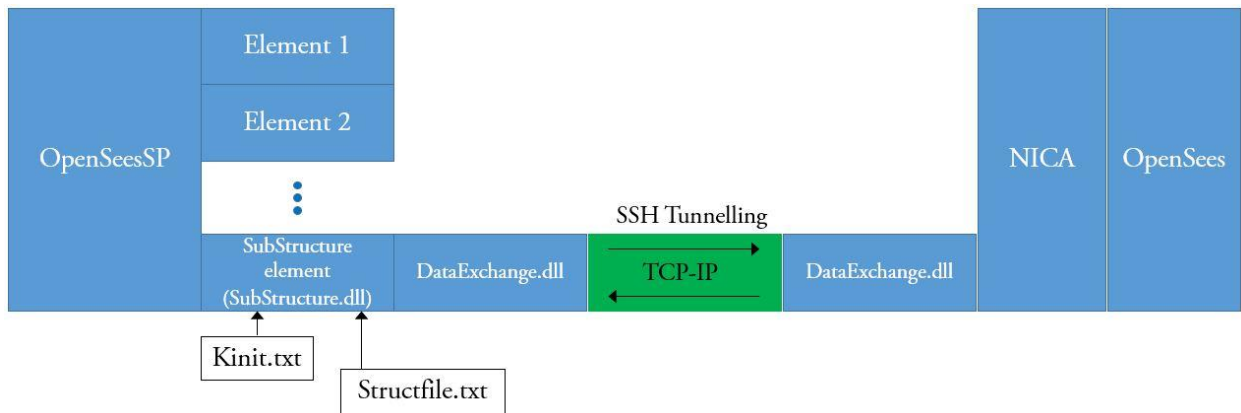 OpenSeesSP
Element 1
Element 2
SubStructure
element
(SubStructure.dll)
DataExchange.dll
SSH Tunnelling
TCP-IP
DataExchange.dll
NICA
OpenSees
Kinit.txt
Structfile.txt